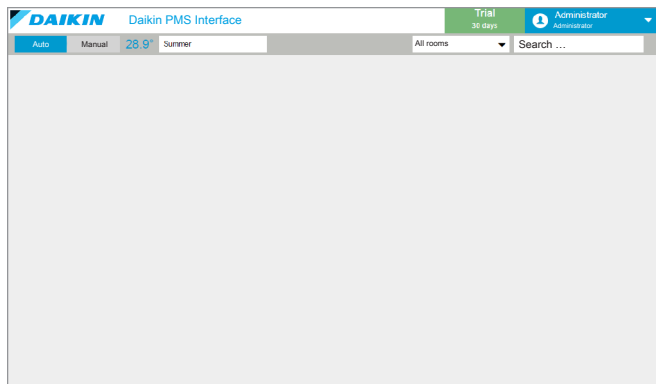 DAIKIN Daikin PMS Interface Trial Administrator
30 days Administrator
Auto Manual 28.9° Summer All rooms Search ...